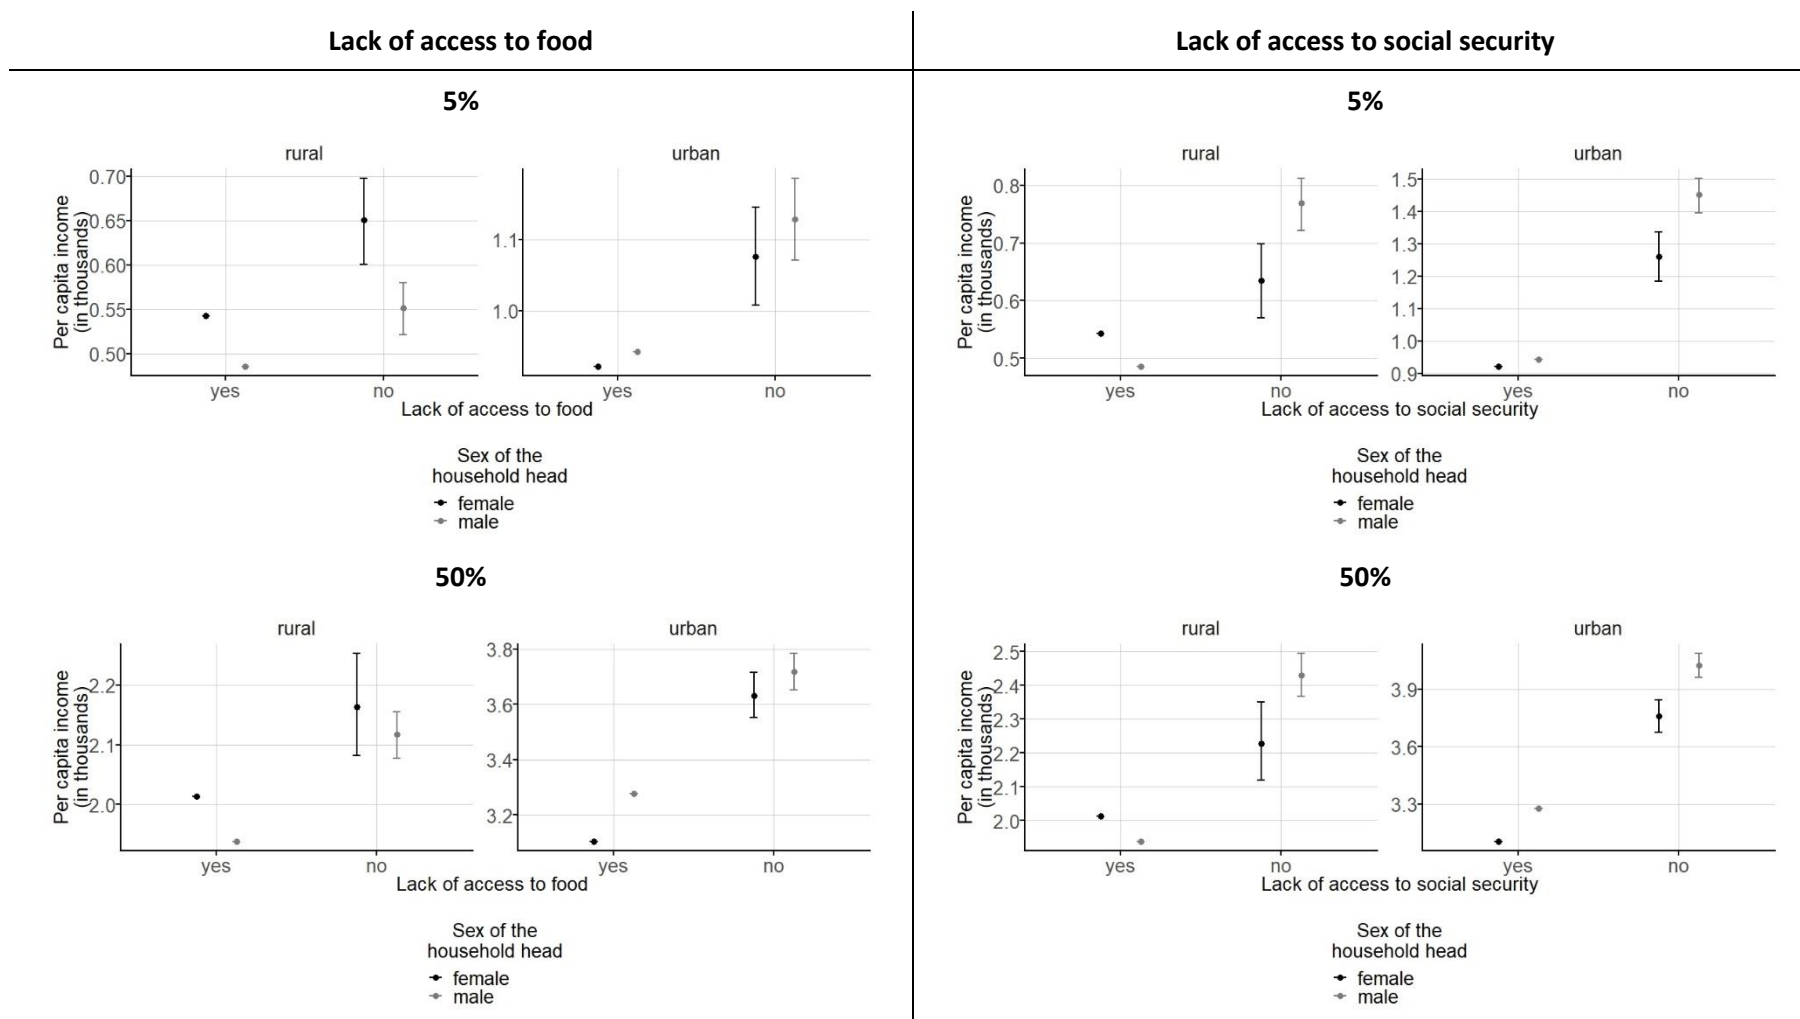 Lack of access to food
Lack of access to social security
5%
rural
urban
Per capita income
(in thousands)
0.70
0.65
0.60
0.55
0.50
1.1
1.0
yes
no
yes
no
Lack of access to food
Sex of the
household head
female
male
5%
rural
urban
Per capita income
(in thousands)
0.8
0.7
0.6
0.5
1.5
1.4
1.3
1.2
1.1
1.0
0.9
yes
no
yes
no
Lack of access to social security
Sex of the
household head
female
male
50%
rural
urban
Per capita income
(in thousands)
2.2
2.1
2.0
3.8
3.6
3.4
3.2
yes
no
yes
no
Lack of access to food
Sex of the
household head
female
male
50%
rural
urban
Per capita income
(in thousands)
2.5
2.4
2.3
2.2
2.1
2.0
3.9
3.6
3.3
yes
no
yes
no
Lack of access to social security
Sex of the
household head
female
male